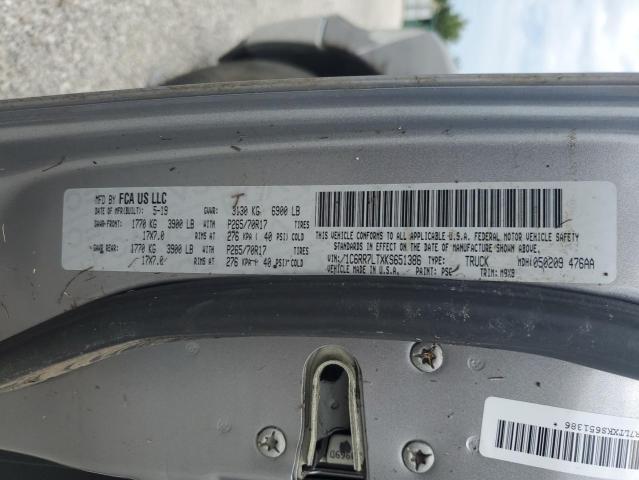 MFD BY FCA US LLC
DATE OF MFR(BUILT): 5-19 GVWR: 3130 KG 6900 LB
GAWR-FRONT: 1770 KG 3900 LB WITH P265/70R17 TIRES
17X7.0 RIMS AT 276 KPA ( 40 PSI) COLD
GAWR REAR: 1770 KG 3900 LB WITH P265/70R17 TIRES
17X7.0 RIMS AT 276 KPA ( 40 PSI) COLD
THIS VEHICLE CONFORMS TO ALL APPLICABLE U.S.A. FEDERAL MOTOR VEHICLE SAFETY
STANDARDS IN EFFECT ON THE DATE OF MANUFACTURE SHOWN ABOVE.
VIN: 1C6RR7LTXKS651386 TYPE: TRUCK MDH: 050209 476AA
MADE IN U.S.A. PAINT: PSC TRIM: M9X8
R7LTXKS651386 *